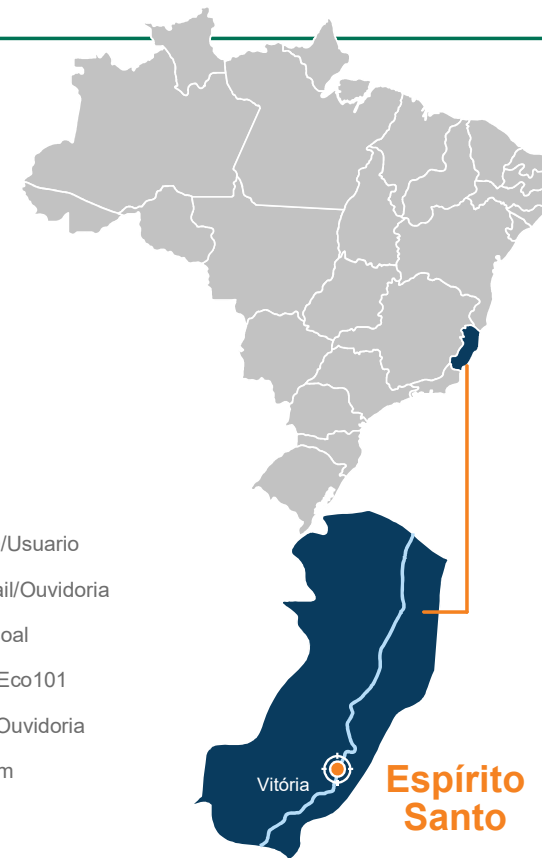 /Usuario
ail/Ouvidoria
oal
Eco101
Ouvidoria
m
Vitória
Espírito
Santo